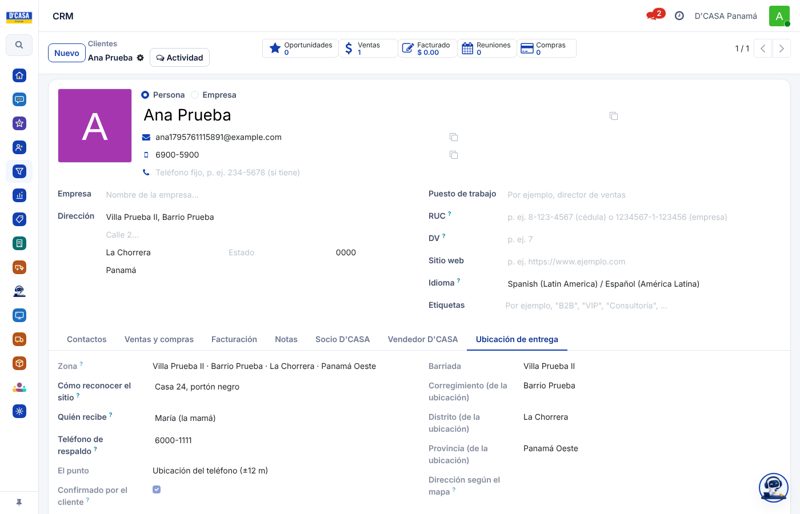 D'CASA
CRM
2
D'CASA Panamá
A
Nuevo
Clientes
Ana Prueba
Actividad
Oportunidades
0
Ventas
1
Facturado
$ 0.00
Reuniones
0
Compras
0
1 / 1
A
Persona
Empresa
Ana Prueba
ana1795761115891@example.com
6900-5900
Teléfono fijo, p. ej. 234-5678 (si tiene)
Empresa
Nombre de la empresa...
Dirección
Villa Prueba II, Barrio Prueba
Calle 2...
La Chorrera
Estado
0000
Panamá
Puesto de trabajo
Por ejemplo, director de ventas
RUC ?
p. ej. 8-123-4567 (cédula) o 1234567-1-123456 (empresa)
DV ?
p. ej. 7
Sitio web
p. ej. https://www.ejemplo.com
Idioma ?
Spanish (Latin America) / Español (América Latina)
Etiquetas
Por ejemplo, "B2B", "VIP", "Consultoría", ...
Contactos
Ventas y compras
Facturación
Notas
Socio D'CASA
Vendedor D'CASA
Ubicación de entrega
Zona ?
Villa Prueba II · Barrio Prueba · La Chorrera · Panamá Oeste
Cómo reconocer el
sitio ?
Casa 24, portón negro
Quién recibe ?
María (la mamá)
Teléfono de
respaldo ?
6000-1111
El punto
Ubicación del teléfono (±12 m)
Confirmado por el
cliente ?
Barriada
Villa Prueba II
Corregimiento (de la
ubicación)
Barrio Prueba
Distrito (de la
ubicación)
La Chorrera
Provincia (de la
ubicación)
Panamá Oeste
Dirección según el
mapa ?